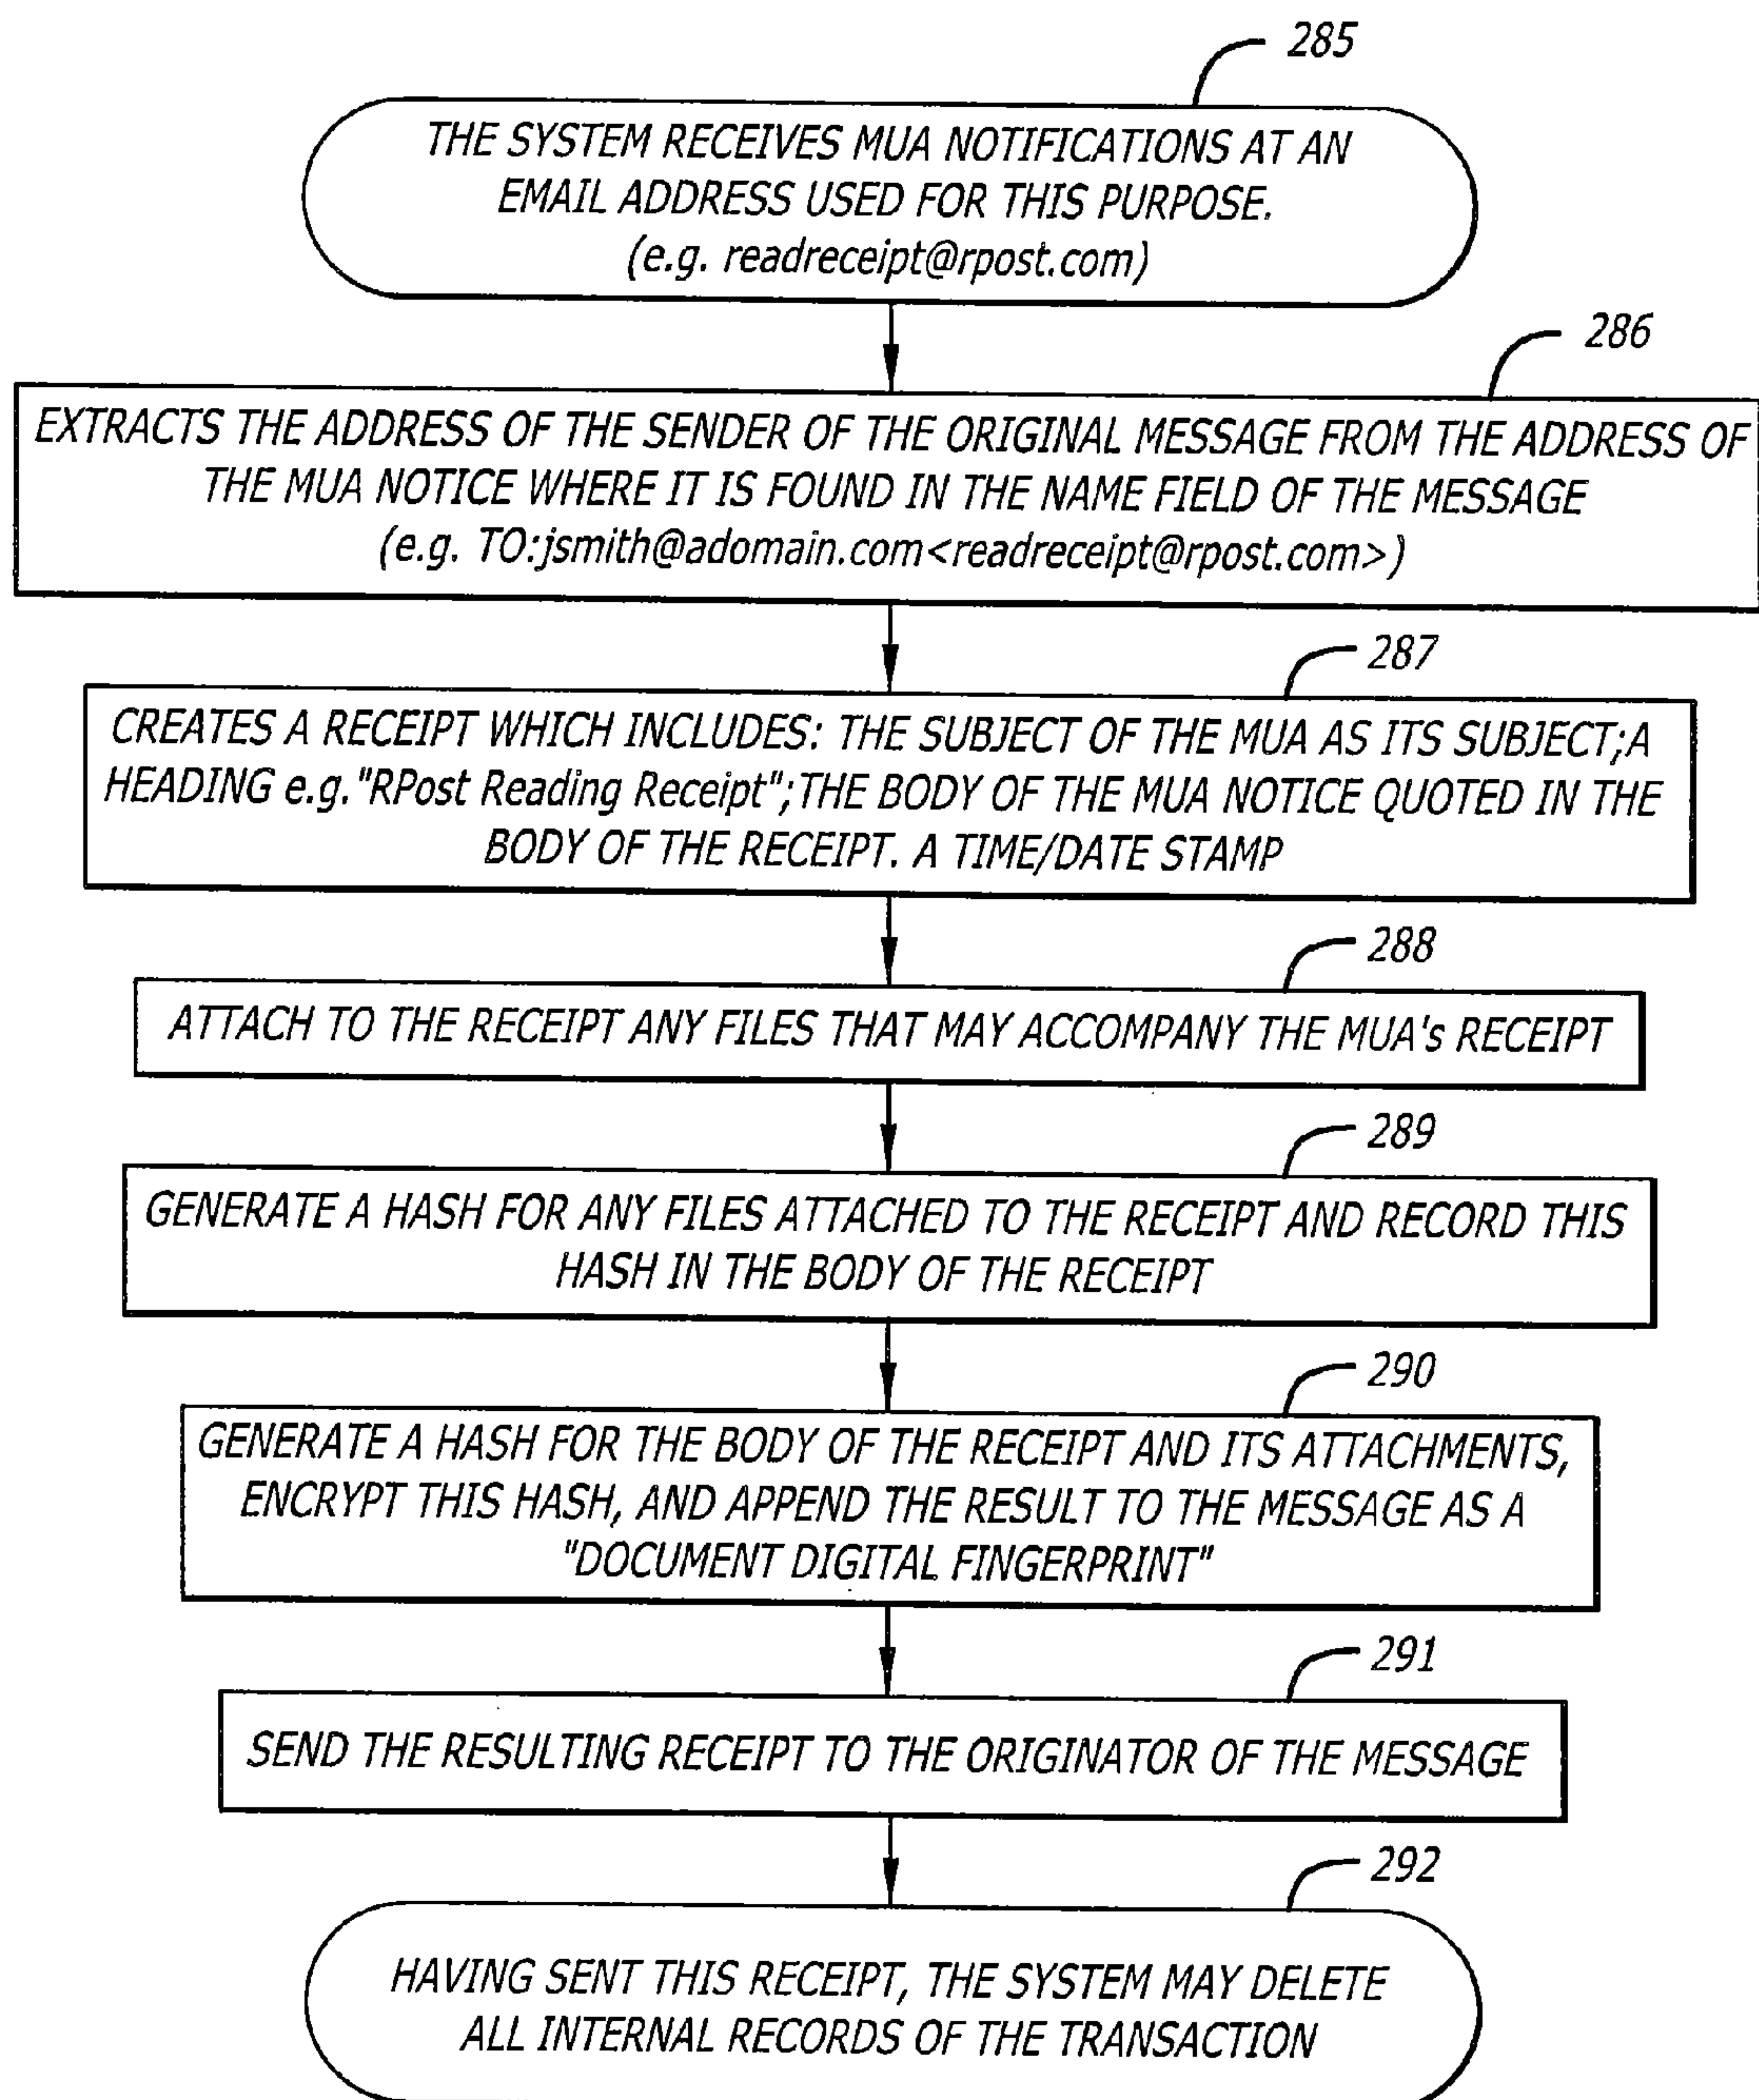 285
THE SYSTEM RECEIVES MUA NOTIFICATIONS AT AN
EMAIL ADDRESS USED FOR THIS PURPOSE.
(e.g. readreceipt@rpost.com)
286
EXTRACTS THE ADDRESS OF THE SENDER OF THE ORIGINAL MESSAGE FROM THE ADDRESS OF
THE MUA NOTICE WHERE IT IS FOUND IN THE NAME FIELD OF THE MESSAGE
(e.g. TO:jsmith@adomain.com<readreceipt@rpost.com>)
287
CREATES A RECEIPT WHICH INCLUDES: THE SUBJECT OF THE MUA AS ITS SUBJECT;A
HEADING e.g."RPost Reading Receipt";THE BODY OF THE MUA NOTICE QUOTED IN THE
BODY OF THE RECEIPT. A TIME/DATE STAMP
288
ATTACH TO THE RECEIPT ANY FILES THAT MAY ACCOMPANY THE MUA's RECEIPT
289
GENERATE A HASH FOR ANY FILES ATTACHED TO THE RECEIPT AND RECORD THIS
HASH IN THE BODY OF THE RECEIPT
290
GENERATE A HASH FOR THE BODY OF THE RECEIPT AND ITS ATTACHMENTS,
ENCRYPT THIS HASH, AND APPEND THE RESULT TO THE MESSAGE AS A
"DOCUMENT DIGITAL FINGERPRINT"
291
SEND THE RESULTING RECEIPT TO THE ORIGINATOR OF THE MESSAGE
292
HAVING SENT THIS RECEIPT, THE SYSTEM MAY DELETE
ALL INTERNAL RECORDS OF THE TRANSACTION